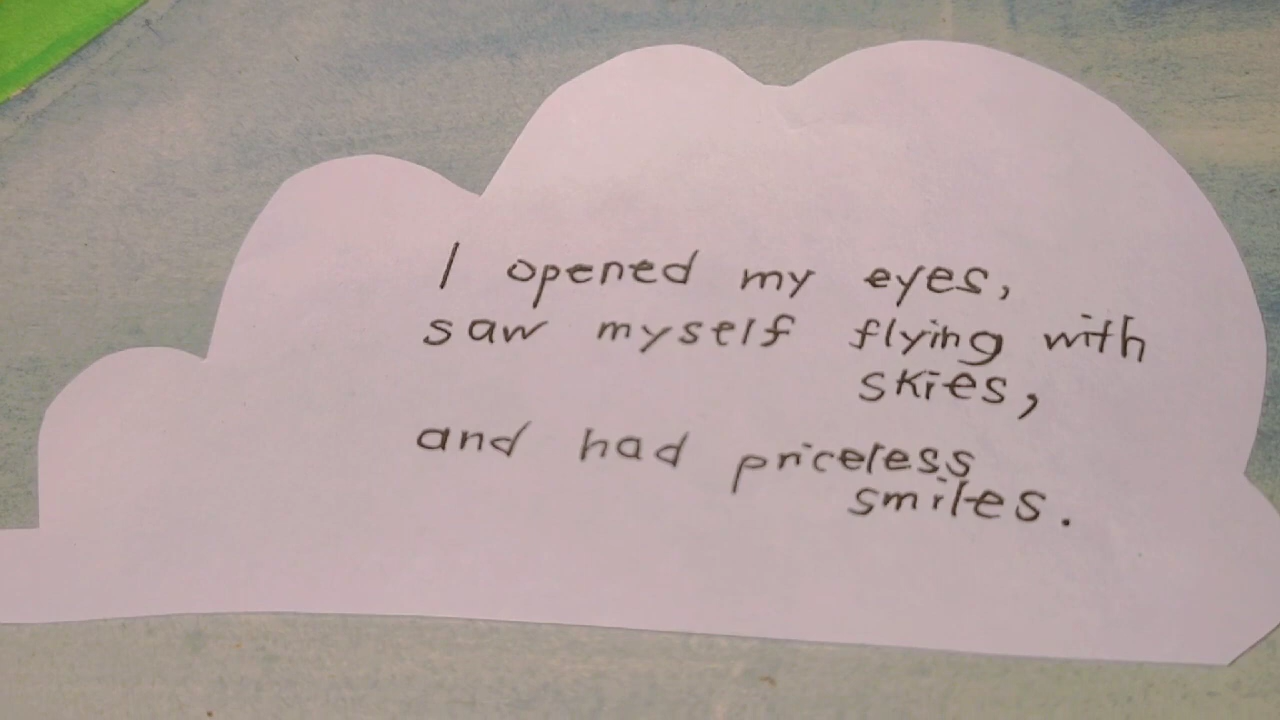 I opened my eyes,
saw myself flying with
skies,
and had priceless
smiles.